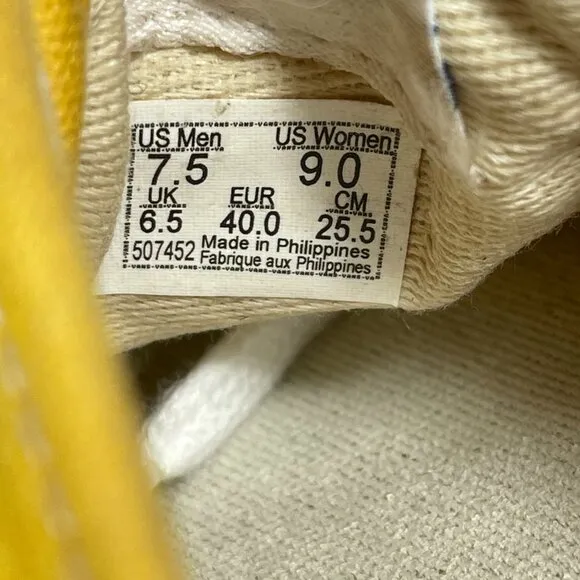 US Men US Women
7.5 9.0
UK EUR CM
6.5 40.0 25.5
507452 Made in Philippines
Fabrique aux Philippines